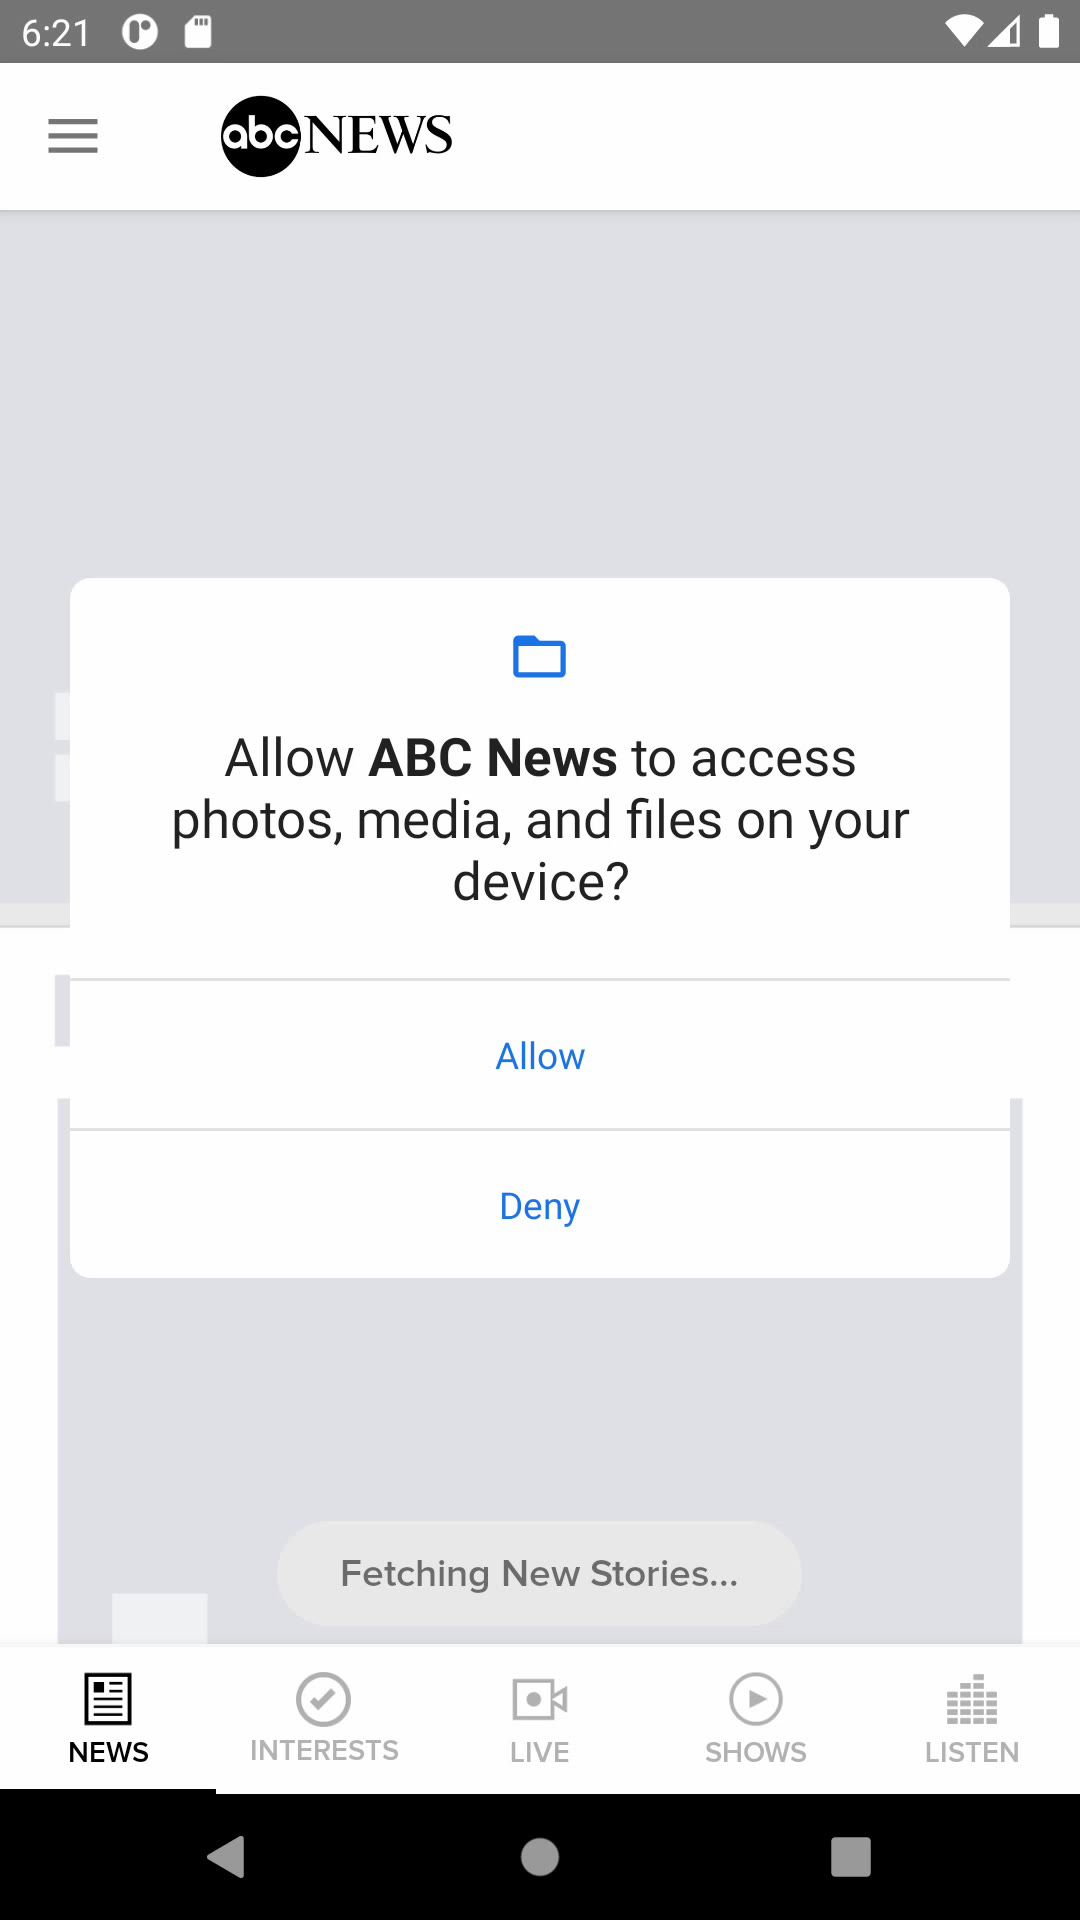 6:21
abc NEWS
Allow ABC News to access
photos, media, and files on your
device?
Allow
Deny
Fetching New Stories...
NEWS
INTERESTS
LIVE
SHOWS
LISTEN